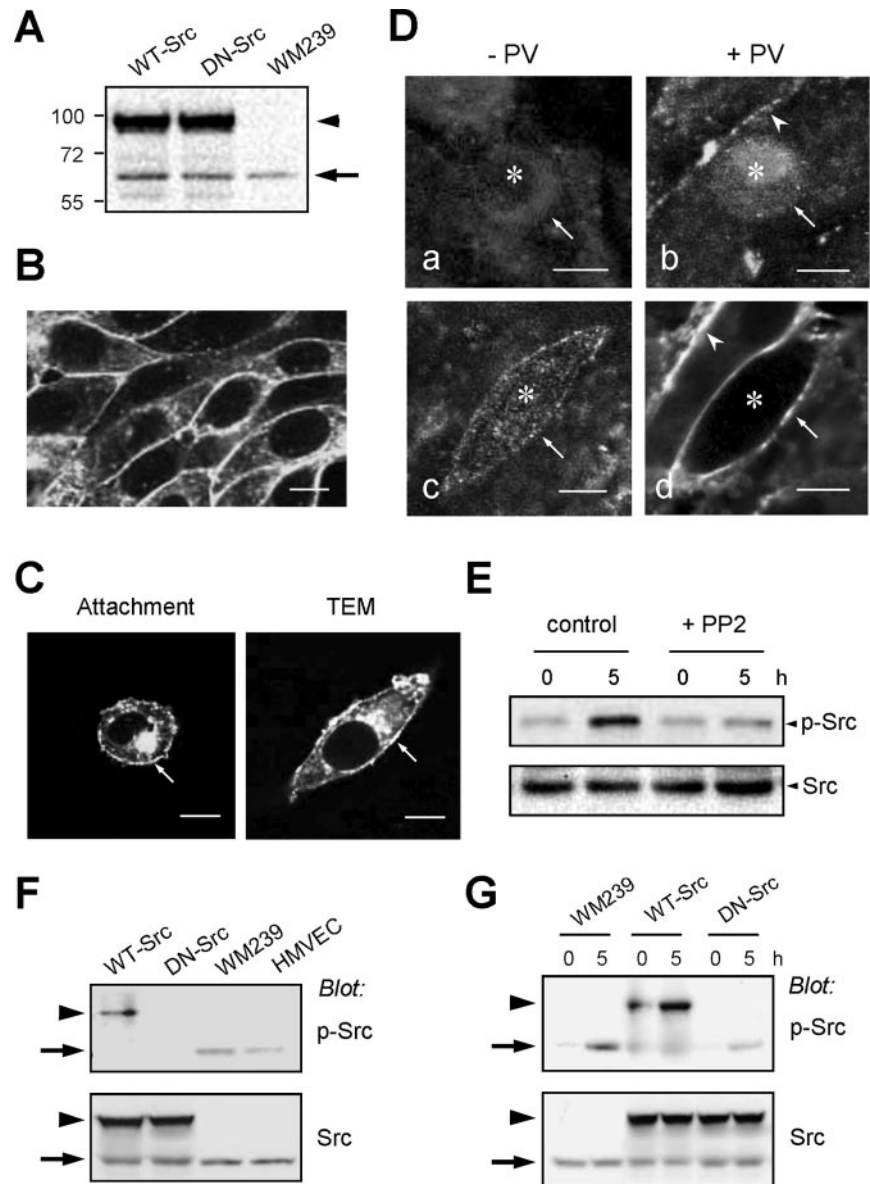 A
WT-Src DN-Src WM239
100
72
55
B
C
Attachment TEM
D
- PV + PV
* *
a b
* *
c d
E
control + PP2
0 5 0 5 h
p-Src
Src
F
WT-Src DN-Src WM239 HMVEC
Blot:
p-Src
Src
G
WM239 WT-Src DN-Src
0 5 0 5 0 5 h
Blot:
p-Src
Src